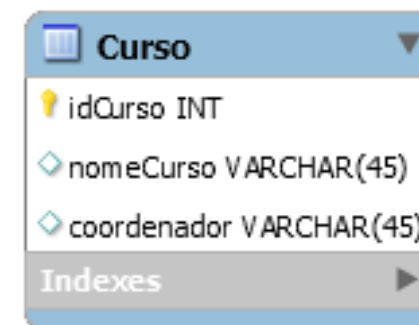 Curso
idCurso INT
nomeCurso VARCHAR(45)
coordenador VARCHAR(45)
Indexes